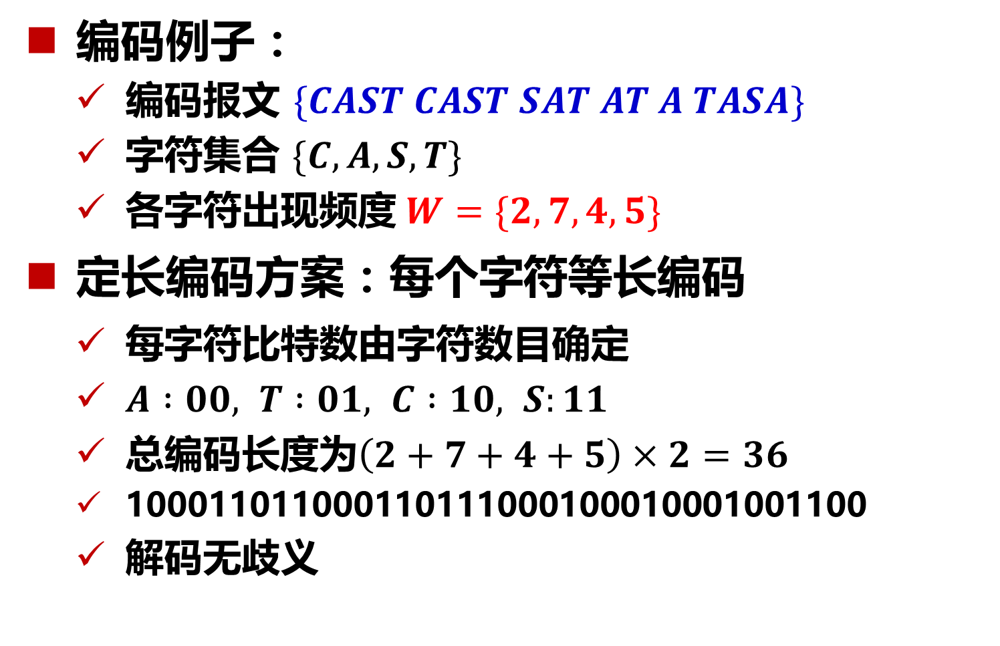 编码例子：
编码报文 {CAST CAST SAT AT A TASA}
字符集合 {C, A, S, T}
各字符出现频度 W = {2, 7, 4, 5}
定长编码方案：每个字符等长编码
每字符比特数由字符数目确定
A : 00, T : 01, C : 10, S: 11
总编码长度为(2 + 7 + 4 + 5) × 2 = 36
100011011000110111000100010001001100
解码无歧义